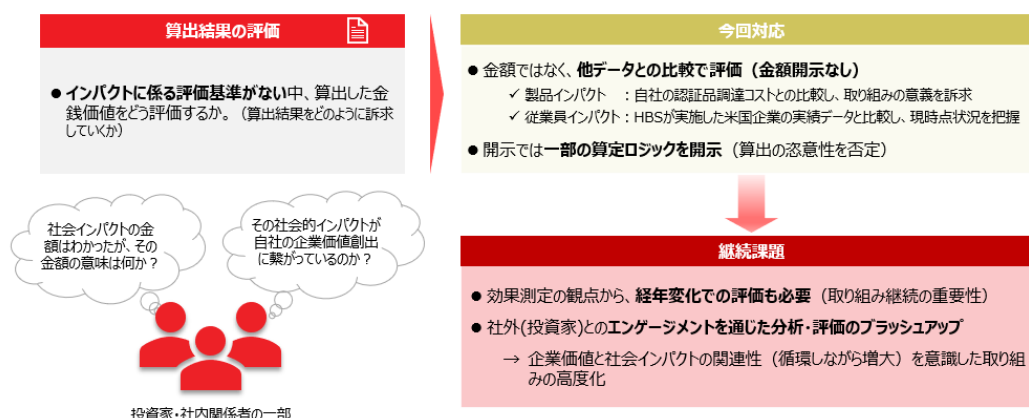 算出結果の評価
● インパクトに係る評価基準がない中、算出した金
銭価値をどう評価するか。（算出結果をどのように訴求
していくか）
社会インパクトの金
額はわかったが、その
金額の意味は何か？
その社会的インパクトが
自社の企業価値創出
に繋がっているのか？
投資家・社内関係者の一部
今回対応
● 金額ではなく、他データとの比較で評価（金額開示なし）
✓ 製品インパクト ：自社の認証品調達コストとの比較し、取り組みの意義を訴求
✓ 従業員インパクト：HBSが実施した米国企業の実績データと比較し、現時点状況を把握
● 開示では一部の算定ロジックを開示（算出の恣意性を否定）
継続課題
● 効果測定の観点から、経年変化での評価も必要（取り組み継続の重要性）
● 社外(投資家)とのエンゲージメントを通じた分析・評価のブラッシュアップ
→ 企業価値と社会インパクトの関連性（循環しながら増大）を意識した取り組
みの高度化